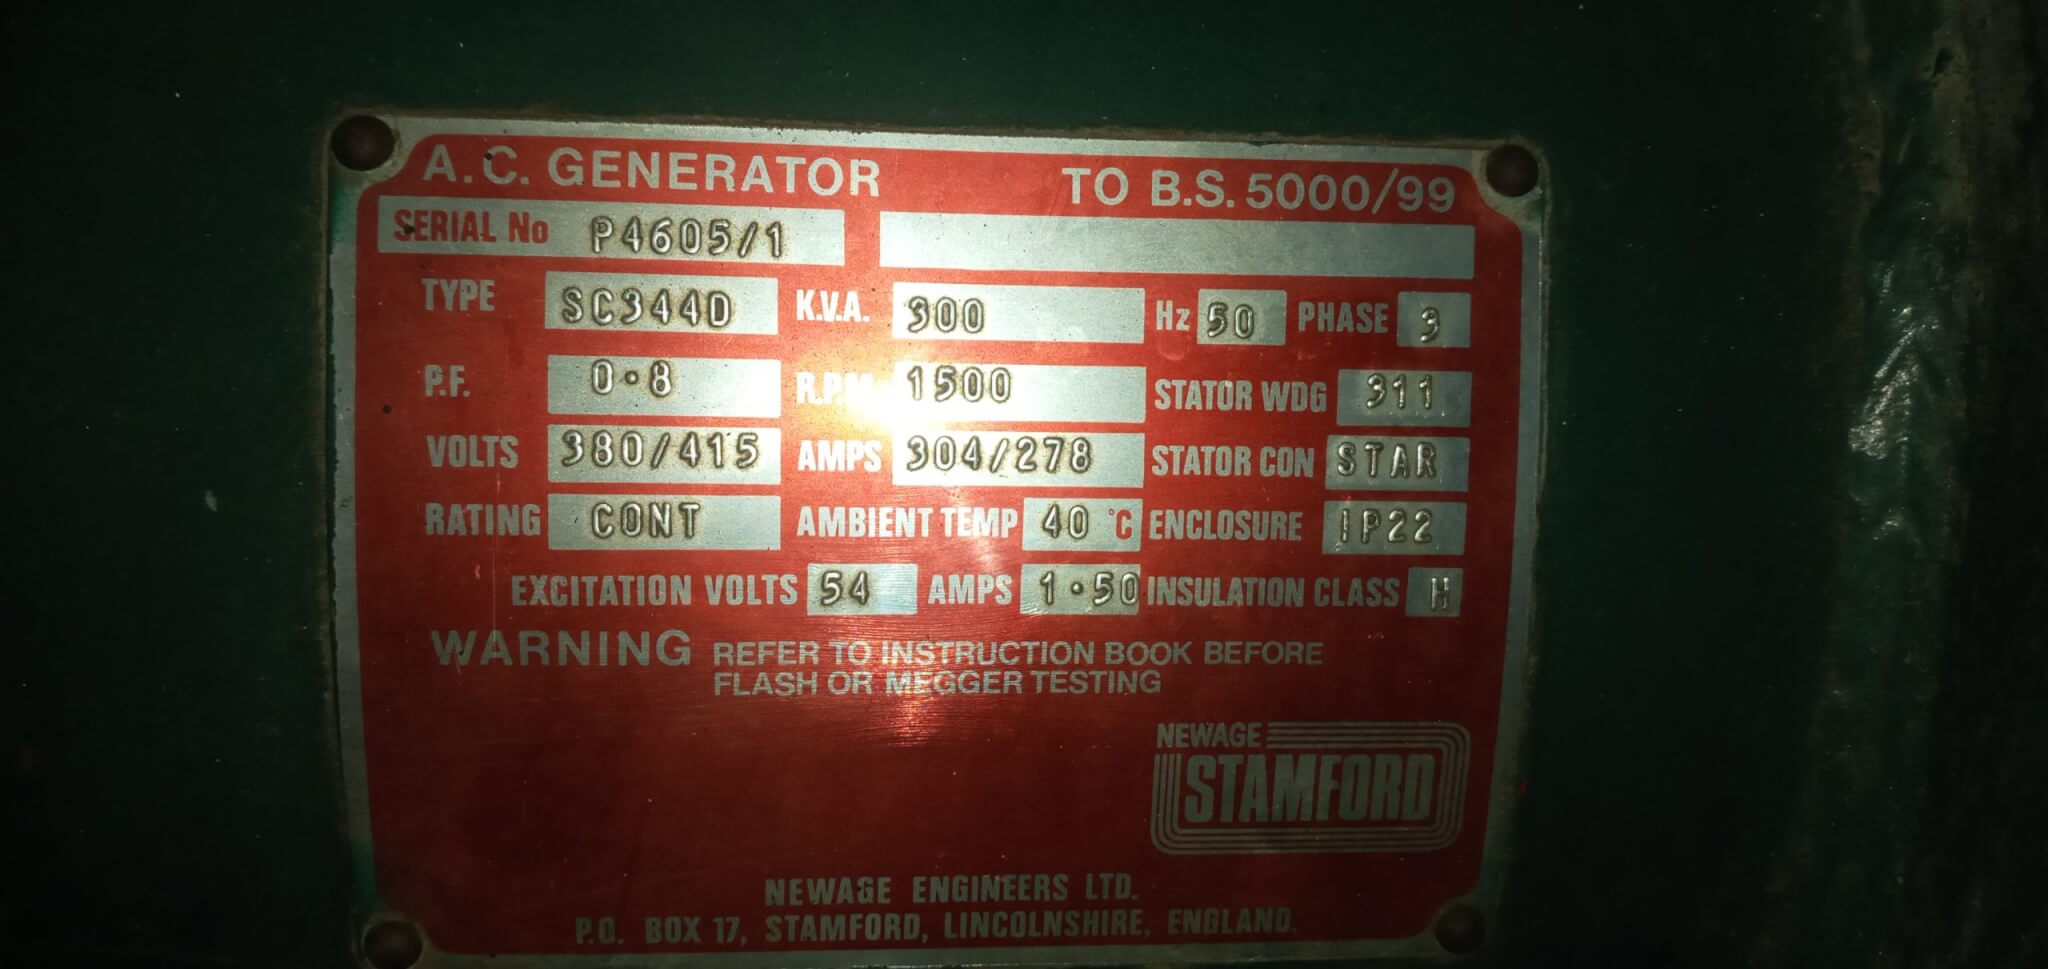 A.C. GENERATOR TO B.S. 5000/99
SERIAL No P4605/1
TYPE SC344D K.V.A. 300 Hz 50 PHASE 3
P.F. 0·8 R.P.M. 1500 STATOR WDG 311
VOLTS 380/415 AMPS 304/278 STATOR CON STAR
RATING CONT AMBIENT TEMP 40 °C ENCLOSURE IP22
EXCITATION VOLTS 54 AMPS 1·50 INSULATION CLASS H
WARNING REFER TO INSTRUCTION BOOK BEFORE
FLASH OR MEGGER TESTING
NEWAGE
STAMFORD
NEWAGE ENGINEERS LTD.
P.O. BOX 17, STAMFORD, LINCOLNSHIRE, ENGLAND.